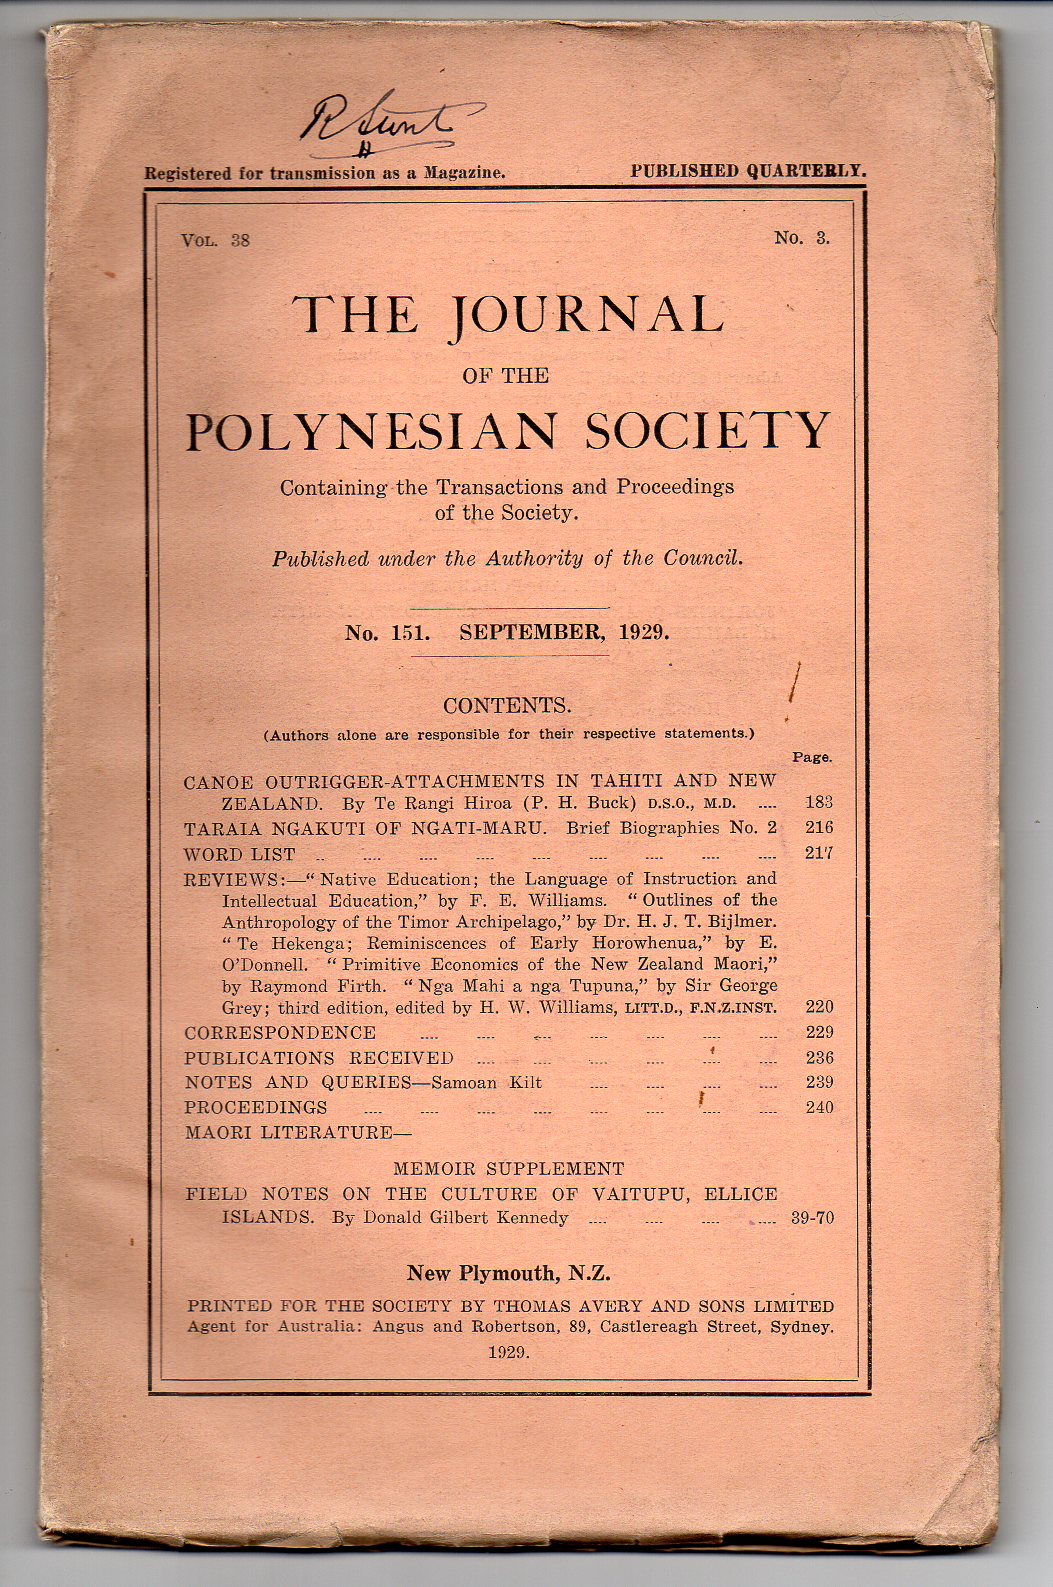 Registered for transmission as a Magazine. PUBLISHED QUARTERLY.
VOL. 38 No. 3.
THE JOURNAL
OF THE
POLYNESIAN SOCIETY
Containing the Transactions and Proceedings
of the Society.
Published under the Authority of the Council.
No. 151. SEPTEMBER, 1929.
CONTENTS.
(Authors alone are responsible for their respective statements.)
Page.
CANOE OUTRIGGER-ATTACHMENTS IN TAHITI AND NEW
ZEALAND. By Te Rangi Hiroa (P. H. Buck) D.S.O., M.D. .... 183
TARAIA NGAKUTI OF NGATI-MARU. Brief Biographies No. 2 216
WORD LIST .. .... .... .... .... .... .... .... .... 217
REVIEWS:—“Native Education; the Language of Instruction and
Intellectual Education,” by F. E. Williams. “Outlines of the
Anthropology of the Timor Archipelago,” by Dr. H. J. T. Bijlmer.
“Te Hekenga; Reminiscences of Early Horowhenua,” by E.
O’Donnell. “Primitive Economics of the New Zealand Maori,”
by Raymond Firth. “Nga Mahi a nga Tupuna,” by Sir George
Grey; third edition, edited by H. W. Williams, LITT.D., F.N.Z.INST. 220
CORRESPONDENCE .... .... .... .... .... .... .... 229
PUBLICATIONS RECEIVED .... .... .... .... .... .... 236
NOTES AND QUERIES—Samoan Kilt .... .... .... .... 239
PROCEEDINGS .... .... .... .... .... .... .... .... 240
MAORI LITERATURE—
MEMOIR SUPPLEMENT
FIELD NOTES ON THE CULTURE OF VAITUPU, ELLICE
ISLANDS. By Donald Gilbert Kennedy .... .... .... .... 39-70
New Plymouth, N.Z.
PRINTED FOR THE SOCIETY BY THOMAS AVERY AND SONS LIMITED
Agent for Australia: Angus and Robertson, 89, Castlereagh Street, Sydney.
1929.